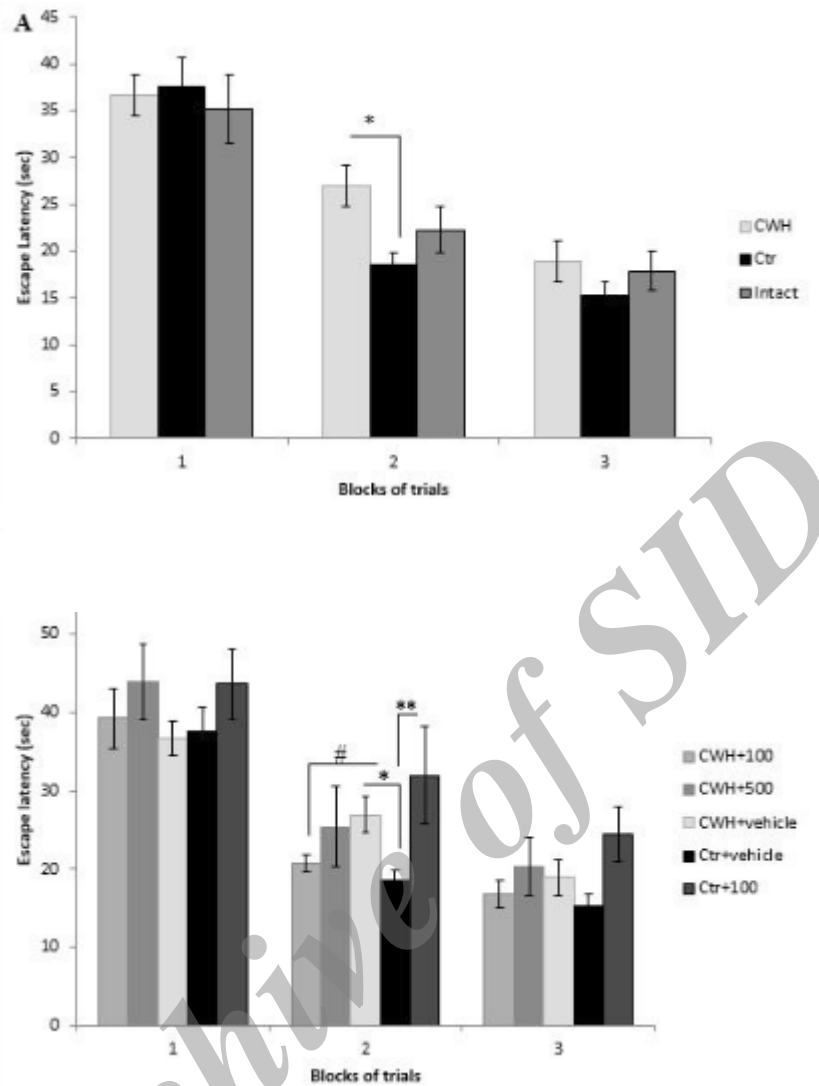 A
45
40
35
30
25
20
15
10
5
0
Escape Latency (sec)
*
1 2 3
Blocks of trials
CWH
Ctr
Intact
50
40
30
20
10
0
Escape latency (sec)
#
*
**
1 2 3
Blocks of trials
CWH+100
CWH+500
CWH+vehicle
Ctr+vehicle
Ctr+100
chive of SID